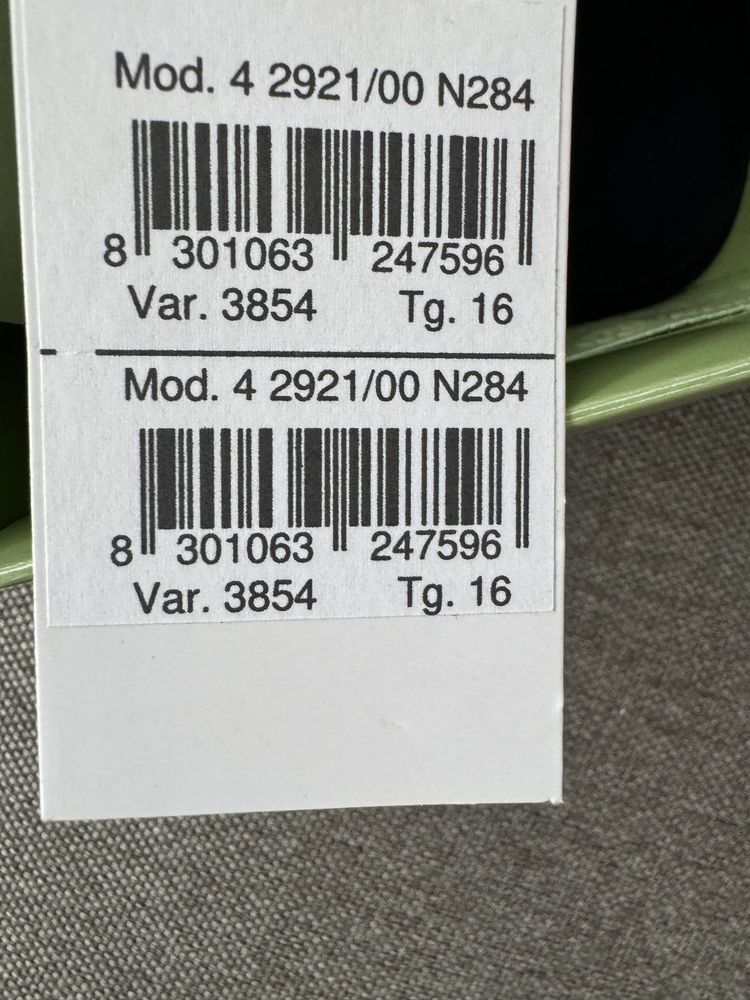 Mod. 4 2921/00 N284
8 301063 247596
Var. 3854 Tg. 16
Mod. 4 2921/00 N284
8 301063 247596
Var. 3854 Tg. 16